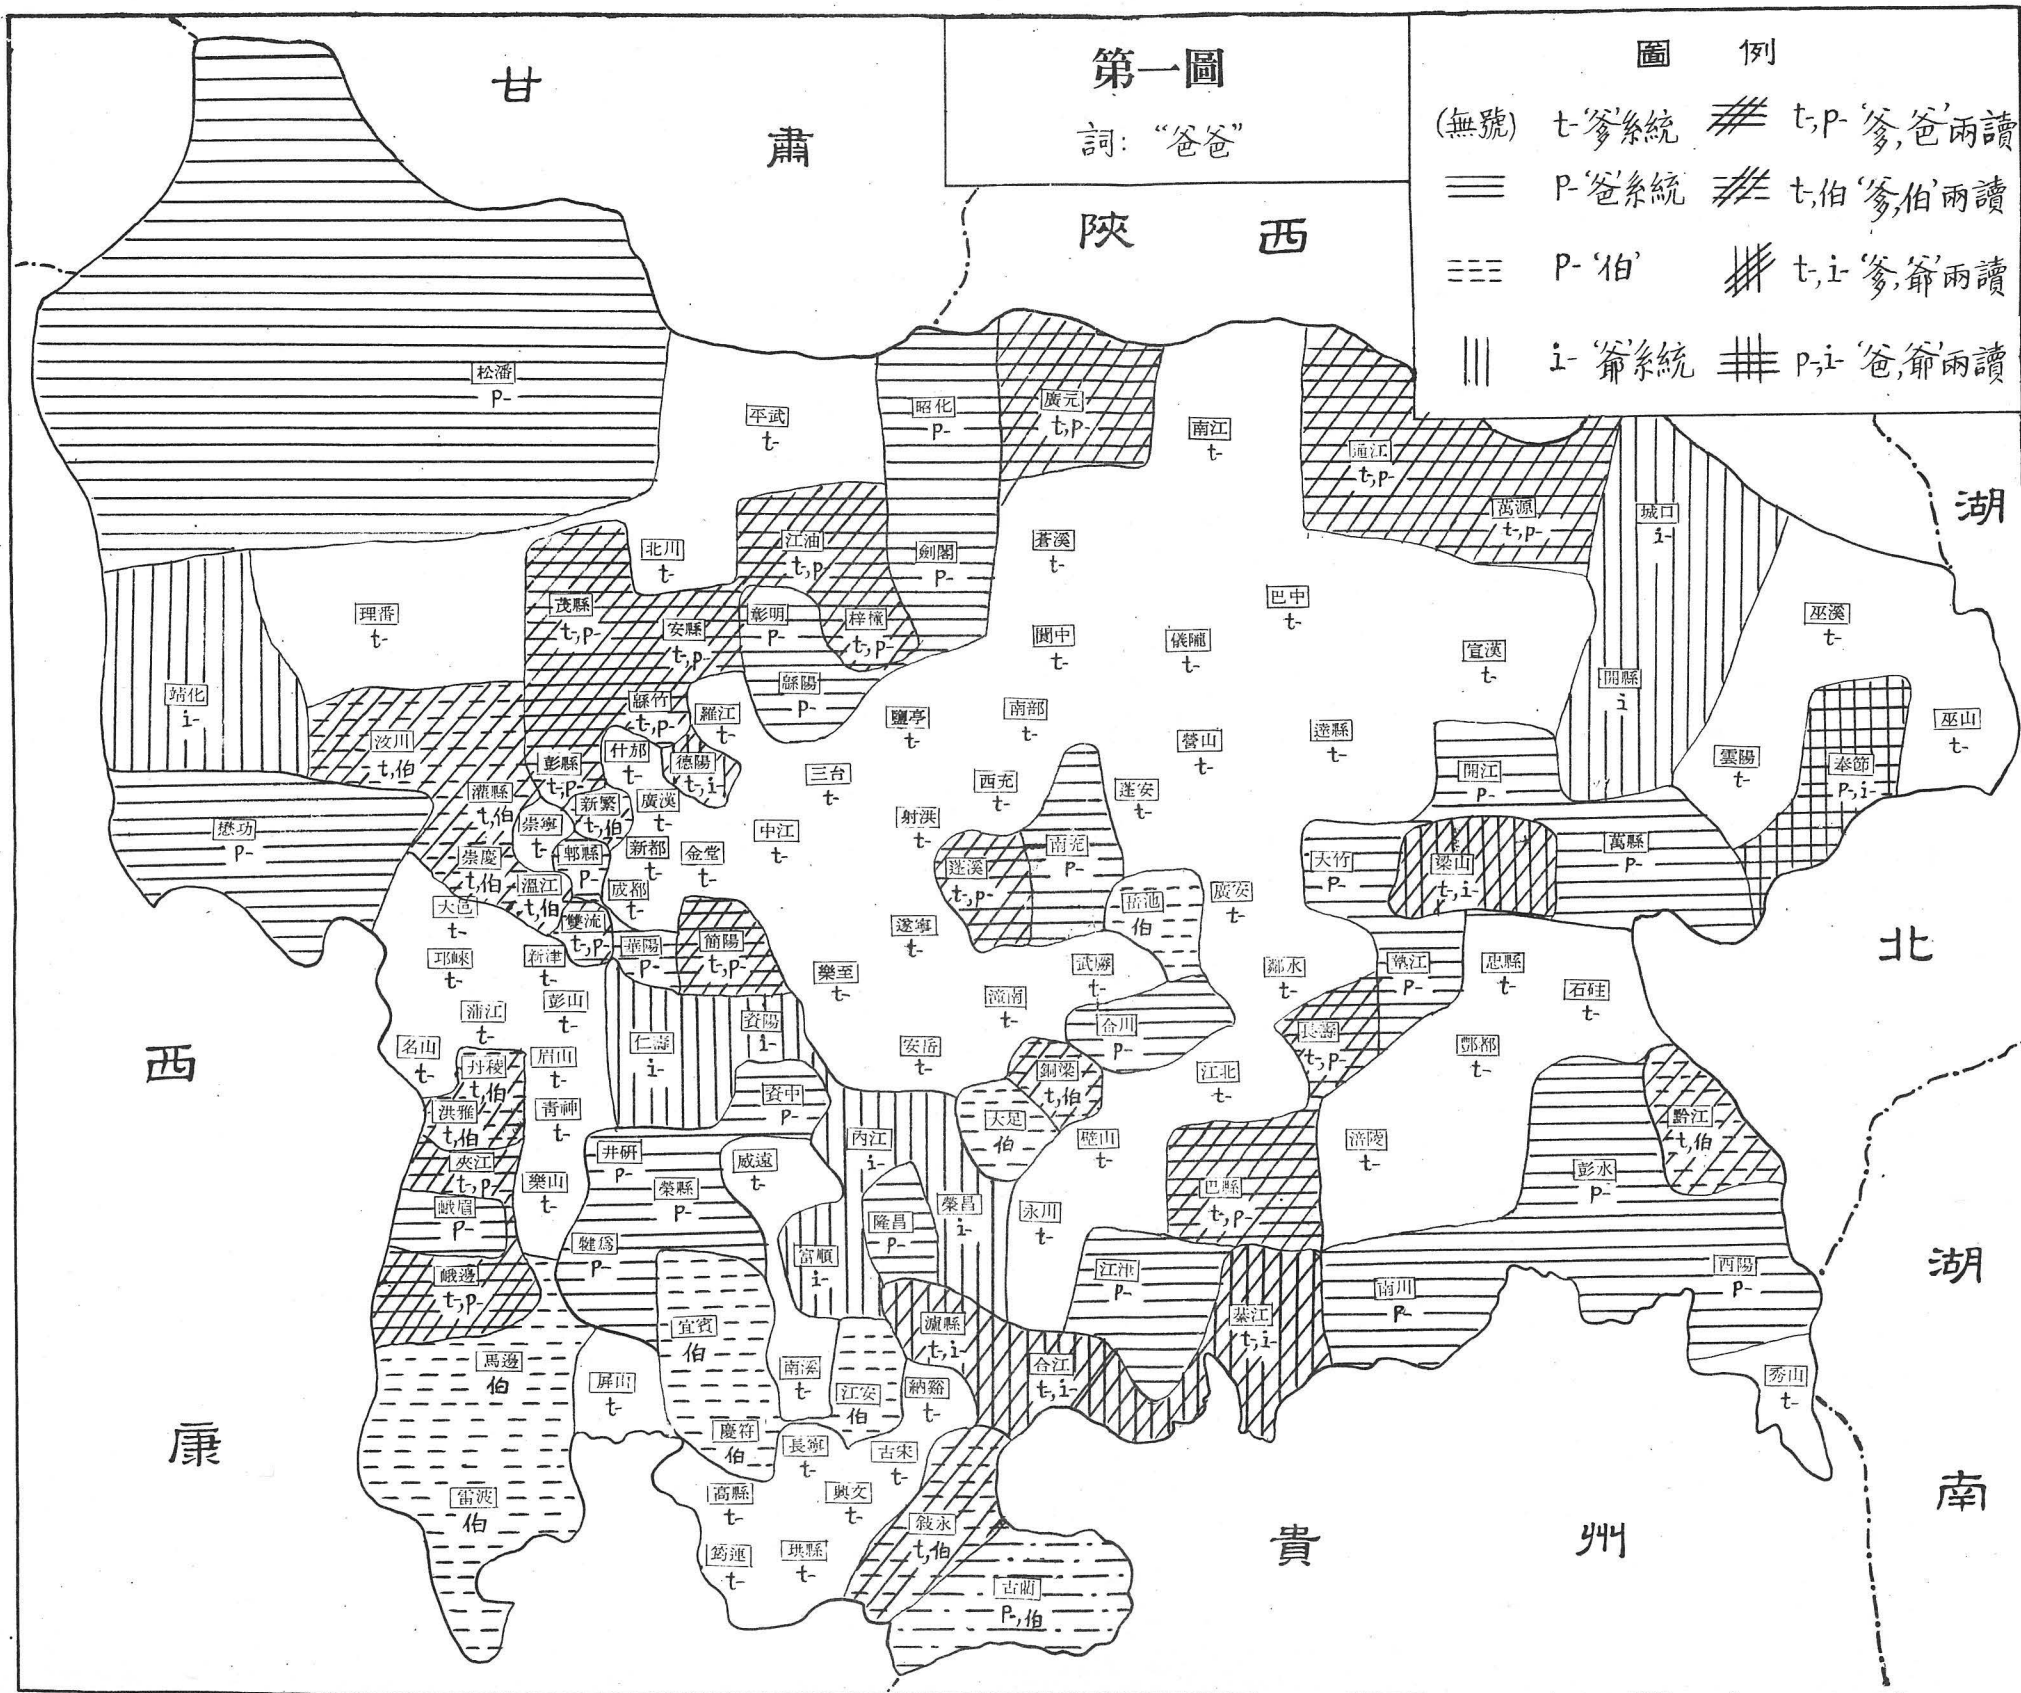 第一圖
詞：“爸爸”
圖 例
(無號) t- ‘爹’系統
t-,p- ‘爹,爸’兩讀
P- ‘爸’系統
t,伯 ‘爹,伯’兩讀
P- ‘伯’
t-,i- ‘爹,爺’兩讀
i- ‘爺’系統
p-,i- ‘爸,爺’兩讀
甘
肅
陝
西
湖
北
湖
南
貴
州
西
康
松潘
p-
平武
t-
昭化
p-
廣元
t,p-
南江
t-
通江
t-,p-
萬源
t-,p-
城口
i-
北川
t-
江油
t-,p-
劍閣
p-
蒼溪
t-
理番
t-
茂縣
t-,p-
安縣
t-,p-
彰明
p-
梓橦
t-,p-
閬中
t-
儀隴
t-
巴中
t-
宣漢
t-
開縣
i
巫溪
t-
靖化
i-
汶川
t,伯
緜竹
t-,p-
羅江
t-
緜陽
p-
鹽亭
t-
南部
t-
營山
t-
達縣
t-
雲陽
t-
奉節
p-,i-
巫山
t-
灌縣
t,伯
彭縣
t-,p-
什邡
t-
德陽
t-,i-
三台
t-
西充
t-
蓬安
t-
開江
p-
懋功
p-
崇寧
t-
新繁
t,伯
廣漢
t-
中江
t-
射洪
t-
南充
p-
大竹
p-
梁山
t-,i-
萬縣
p-
崇慶
t,伯
溫江
t,伯
郫縣
p-
新都
t-
金堂
t-
蓬溪
t-,p-
岳池
伯
廣安
t-
大邑
t-
雙流
t-,p-
成都
t-
華陽
p-
簡陽
t-,p-
遂寧
t-
武勝
t-
鄰水
t-
墊江
p-
忠縣
t-
石砫
t-
邛崍
t-
新津
t-
樂至
t-
潼南
t-
合川
p-
長壽
t-,p-
酆都
t-
蒲江
t-
彭山
t-
仁壽
i-
資陽
i-
安岳
t-
名山
t-
丹稜
t,伯
眉山
t-
資中
p-
銅梁
t,伯
江北
t-
黔江
t,伯
洪雅
t,伯
青神
t-
內江
i-
大足
伯
璧山
t-
涪陵
t-
彭水
p-
夾江
t-,p-
樂山
t-
井研
p-
榮縣
p-
威遠
t-
榮昌
i-
永川
t-
巴縣
t-,p-
峨眉
p-
犍爲
p-
富順
i-
隆昌
p-
江津
p-
綦江
t-,i-
南川
p-
酉陽
p-
峨邊
t-,p-
宜賓
伯
瀘縣
t-,i-
合江
t-,i-
秀山
t-
馬邊
伯
屏山
t-
南溪
t-
江安
伯
納谿
t-
慶符
伯
長寧
t-
古宋
t-
雷波
伯
高縣
t-
興文
t-
敍永
t,伯
筠連
t-
珙縣
t-
古藺
P-,伯